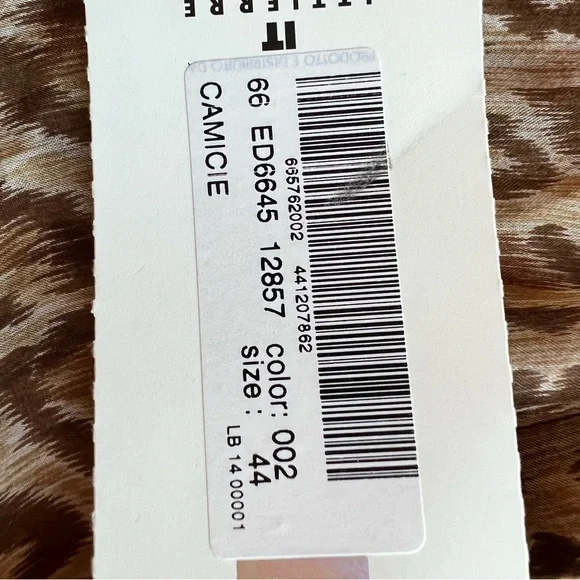 PRODOTTO E DISTRIBUITO DA
665762002 441207862
66 ED6645 12857 color: 002
CAMICIE size : 44
LB 14 00001